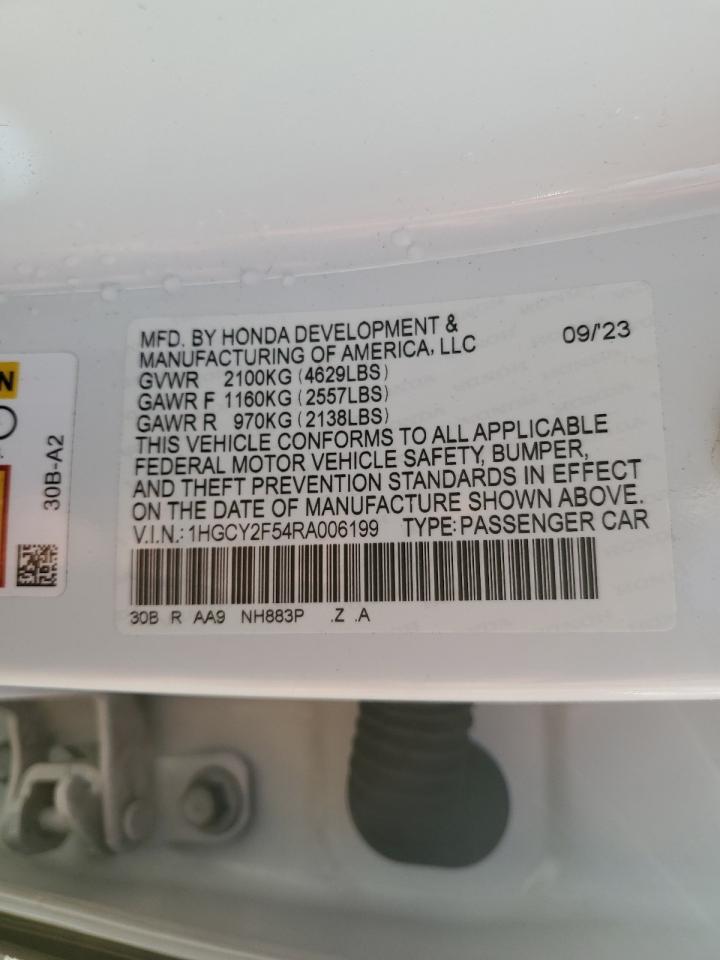 MFD. BY HONDA DEVELOPMENT &
MANUFACTURING OF AMERICA, LLC 09/'23
GVWR 2100KG (4629LBS)
GAWR F 1160KG (2557LBS)
GAWR R 970KG (2138LBS)
THIS VEHICLE CONFORMS TO ALL APPLICABLE
FEDERAL MOTOR VEHICLE SAFETY, BUMPER,
AND THEFT PREVENTION STANDARDS IN EFFECT
ON THE DATE OF MANUFACTURE SHOWN ABOVE.
V.I.N.: 1HGCY2F54RA006199 TYPE: PASSENGER CAR
30B R AA9 NH883P .Z .A
N
30B-A2